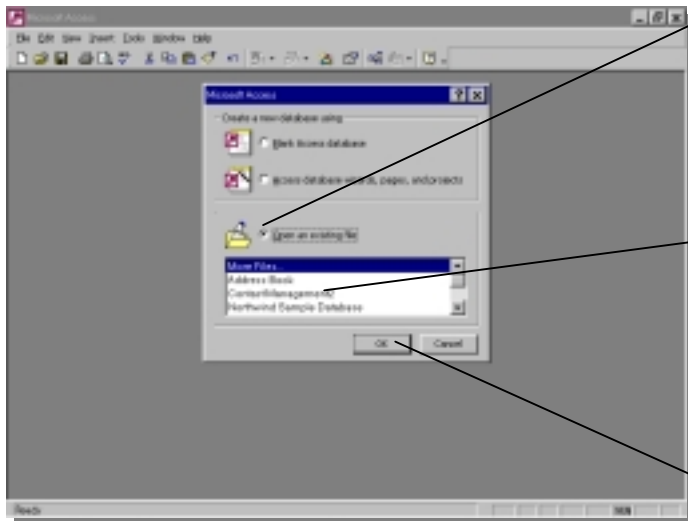 Microsoft Access
File Edit View Insert Tools Window Help
Microsoft Access
Create a new database using
Blank Access database
Access database wizards, pages, and projects
Open an existing file
More Files...
Address Book
Northwind Sample Database
OK Cancel
Ready NUM